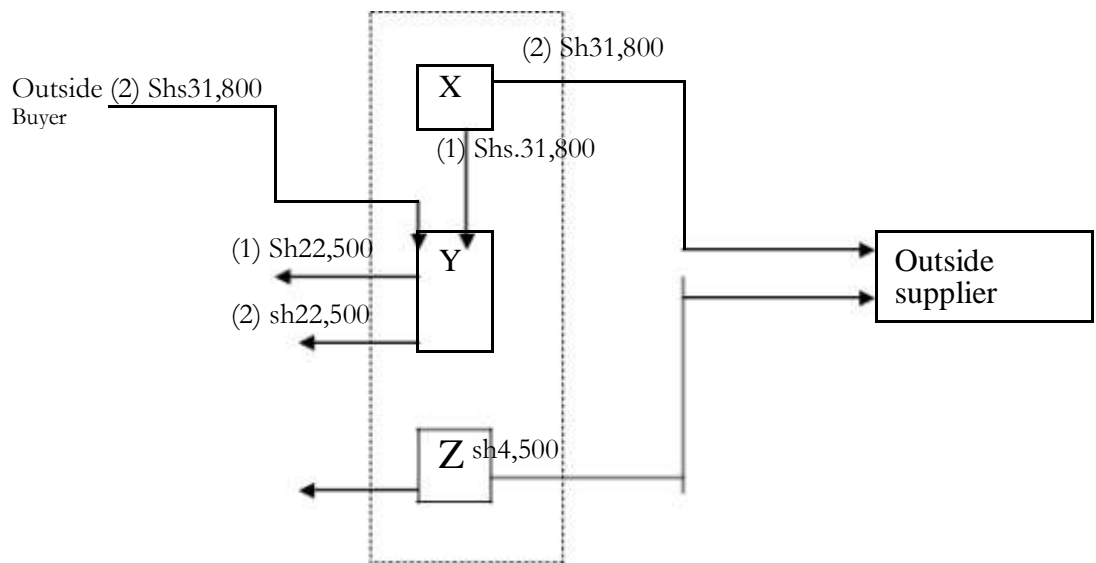 (2) Sh31,800
X
Outside (2) Shs31,800
Buyer
(1) Shs.31,800
(1) Sh22,500
Y
Outside
supplier
(2) sh22,500
Z sh4,500